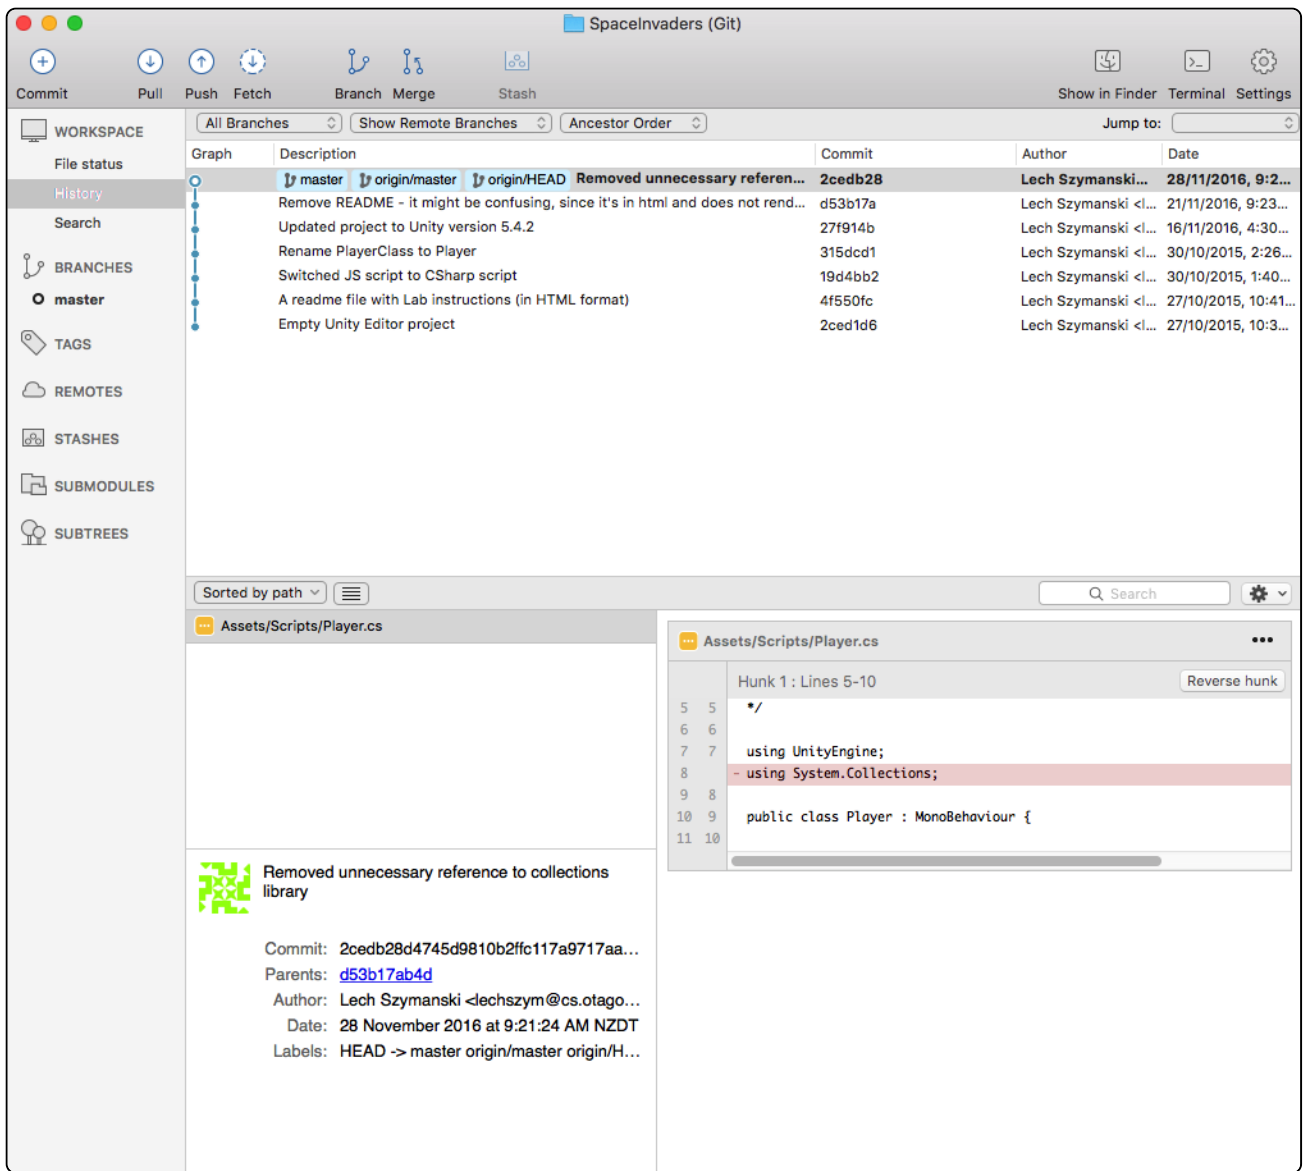 SpaceInvaders (Git)
Commit Pull Push Fetch Branch Merge Stash Show in Finder Terminal Settings
WORKSPACE
File status
History
Search
BRANCHES
master
TAGS
REMOTES
STASHES
SUBMODULES
SUBTREES
All Branches Show Remote Branches Ancestor Order Jump to:
Graph Description Commit Author Date
master origin/master origin/HEAD Removed unnecessary referen... 2cedb28 Lech Szymanski... 28/11/2016, 9:2...
Remove README - it might be confusing, since it's in html and does not rend... d53b17a Lech Szymanski <l... 21/11/2016, 9:23...
Updated project to Unity version 5.4.2 27f914b Lech Szymanski <l... 16/11/2016, 4:30...
Rename PlayerClass to Player 315dcd1 Lech Szymanski <l... 30/10/2015, 2:26...
Switched JS script to CSharp script 19d4bb2 Lech Szymanski <l... 30/10/2015, 1:40...
A readme file with Lab instructions (in HTML format) 4f550fc Lech Szymanski <l... 27/10/2015, 10:41...
Empty Unity Editor project 2ced1d6 Lech Szymanski <l... 27/10/2015, 10:3...
Sorted by path Search
Assets/Scripts/Player.cs
Removed unnecessary reference to collections
library
Commit: 2cedb28d4745d9810b2ffc117a9717aa...
Parents: d53b17ab4d
Author: Lech Szymanski <lechszym@cs.otago...
Date: 28 November 2016 at 9:21:24 AM NZDT
Labels: HEAD -> master origin/master origin/H...
Assets/Scripts/Player.cs
Hunk 1 : Lines 5-10 Reverse hunk
5 5 */
6 6
7 7 using UnityEngine;
8 - using System.Collections;
9 8
10 9 public class Player : MonoBehaviour {
11 10